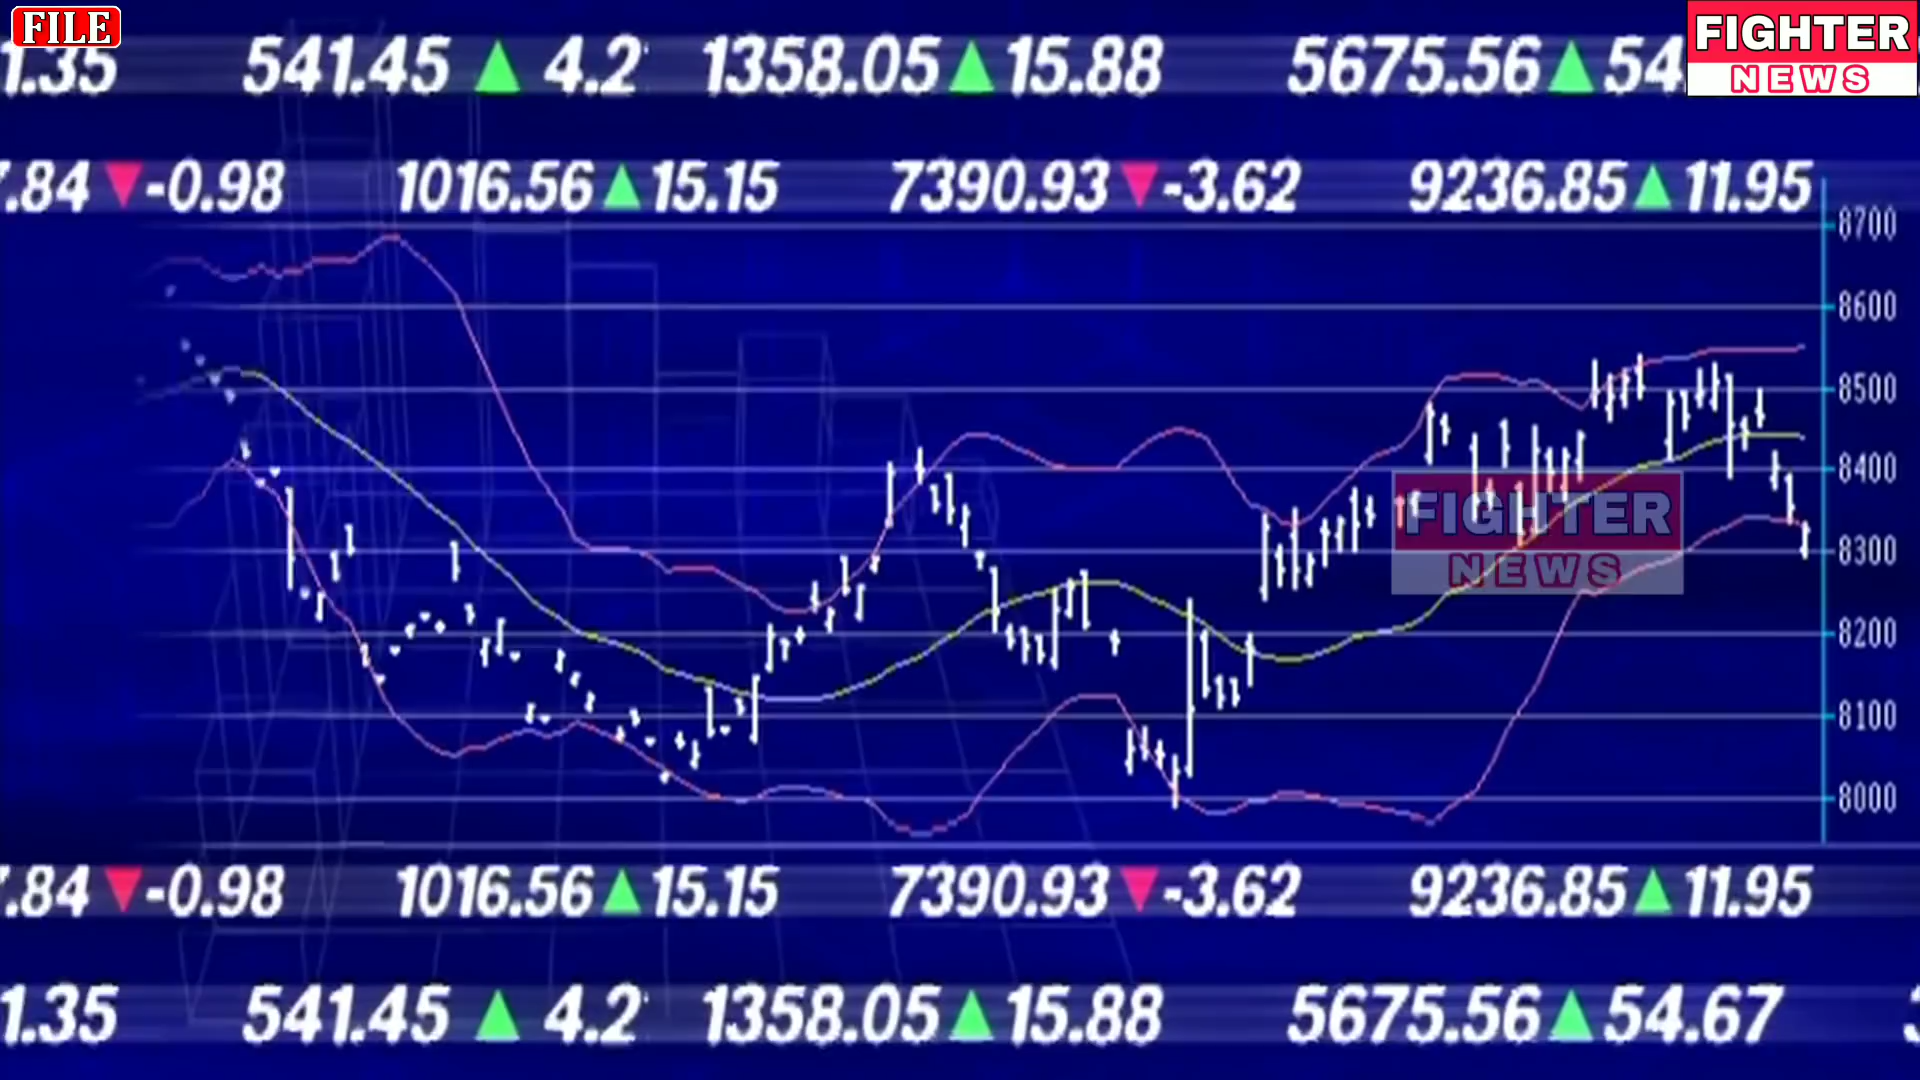 FILE
1.35 541.45 ▲ 4.2 1358.05 ▲ 15.88 5675.56 ▲ 54
FIGHTER
NEWS
7.84 ▼ -0.98 1016.56 ▲ 15.15 7390.93 ▼ -3.62 9236.85 ▲ 11.95
8700
8600
8500
8400
FIGHTER
8300
NEWS
8200
8100
8000
7.84 ▼ -0.98 1016.56 ▲ 15.15 7390.93 ▼ -3.62 9236.85 ▲ 11.95
1.35 541.45 ▲ 4.2 1358.05 ▲ 15.88 5675.56 ▲ 54.67